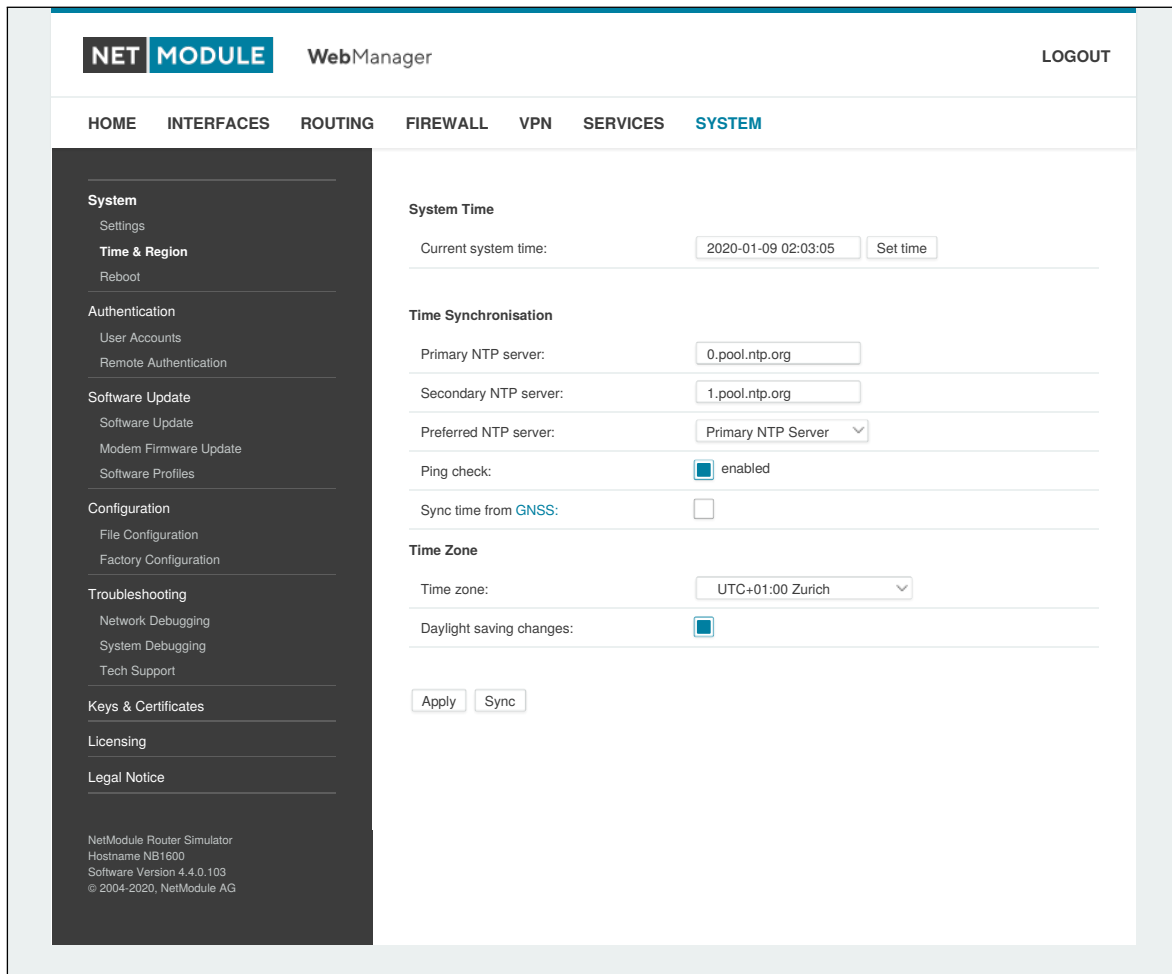 NET MODULE WebManager LOGOUT
HOME INTERFACES ROUTING FIREWALL VPN SERVICES SYSTEM
System
Settings
Time & Region
Reboot
Authentication
User Accounts
Remote Authentication
Software Update
Software Update
Modem Firmware Update
Software Profiles
Configuration
File Configuration
Factory Configuration
Troubleshooting
Network Debugging
System Debugging
Tech Support
Keys & Certificates
Licensing
Legal Notice
NetModule Router Simulator
Hostname NB1600
Software Version 4.4.0.103
© 2004-2020, NetModule AG
System Time
Current system time: 2020-01-09 02:03:05 Set time
Time Synchronisation
Primary NTP server: 0.pool.ntp.org
Secondary NTP server: 1.pool.ntp.org
Preferred NTP server: Primary NTP Server
Ping check: enabled
Sync time from GNSS:
Time Zone
Time zone: UTC+01:00 Zurich
Daylight saving changes:
Apply Sync